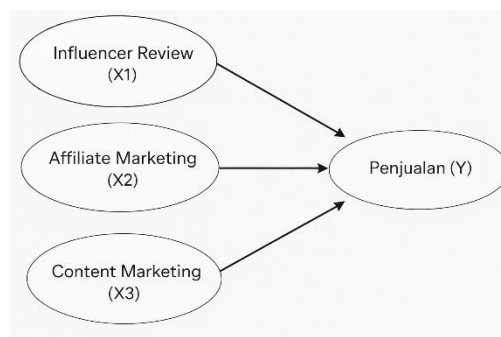 Influencer Review
(X1)
Affiliate Marketing
(X2)
Penjualan (Y)
Content Marketing
(X3)